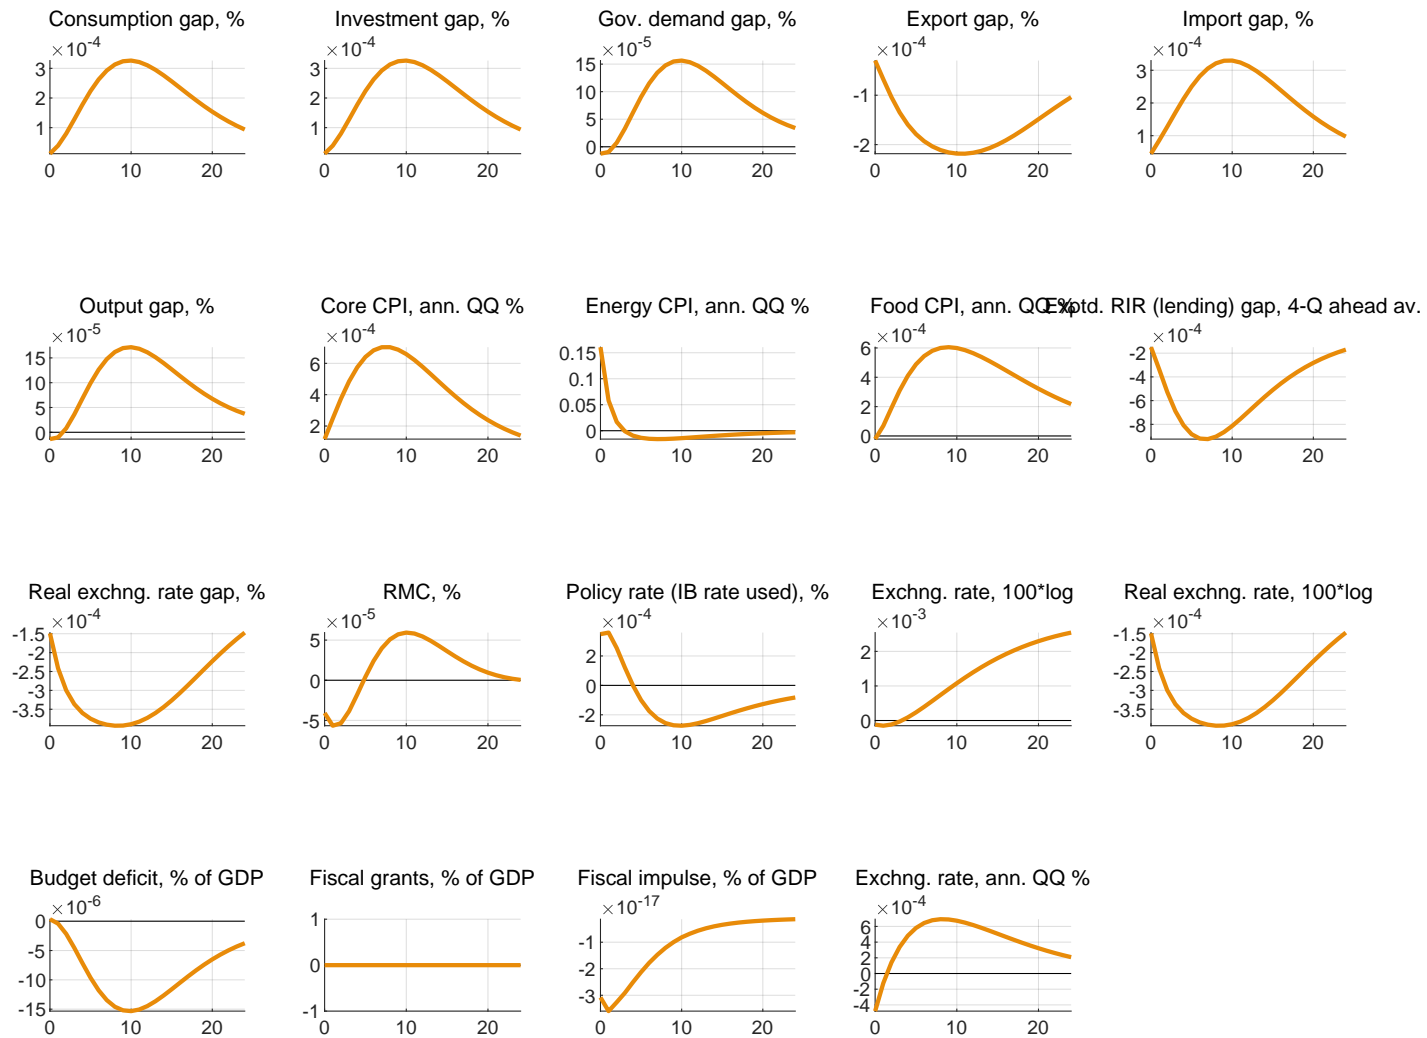 Consumption gap, %
×10-4
3
2
1
0 10 20
Investment gap, %
×10-4
3
2
1
0 10 20
Gov. demand gap, %
×10-5
15
10
5
0
0 10 20
Export gap, %
×10-4
-1
-2
0 10 20
Import gap, %
×10-4
3
2
1
0 10 20
Output gap, %
×10-5
15
10
5
0
0 10 20
Core CPI, ann. QQ %
×10-4
6
4
2
0 10 20
Energy CPI, ann. QQ %
0.15
0.1
0.05
0
0 10 20
Food CPI, ann. QQ %
×10-4
6
4
2
0
0 10 20
Exptd. RIR (lending) gap, 4-Q ahead av.
×10-4
-2
-4
-6
-8
0 10 20
Real exchng. rate gap, %
×10-4
-1.5
-2
-2.5
-3
-3.5
0 10 20
RMC, %
×10-5
5
0
-5
0 10 20
Policy rate (IB rate used), %
×10-4
2
0
-2
0 10 20
Exchng. rate, 100*log
×10-3
2
1
0
0 10 20
Real exchng. rate, 100*log
×10-4
-1.5
-2
-2.5
-3
-3.5
0 10 20
Budget deficit, % of GDP
×10-6
0
-5
-10
-15
0 10 20
Fiscal grants, % of GDP
1
0
-1
0 10 20
Fiscal impulse, % of GDP
×10-17
-1
-2
-3
0 10 20
Exchng. rate, ann. QQ %
×10-4
6
4
2
0
-2
-4
0 10 20